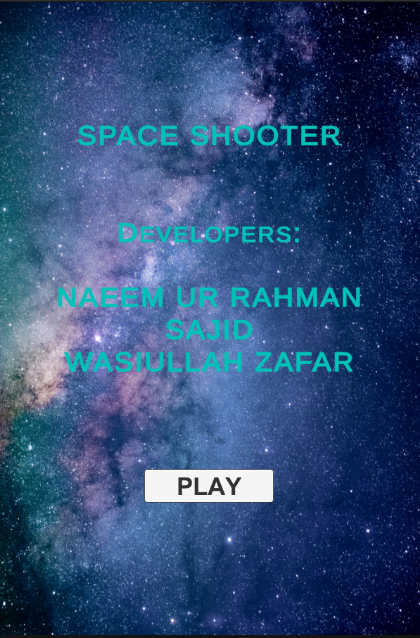 SPACE SHOOTER
DEVELOPERS:
NAEEM UR RAHMAN
SAJID
WASIULLAH ZAFAR
PLAY